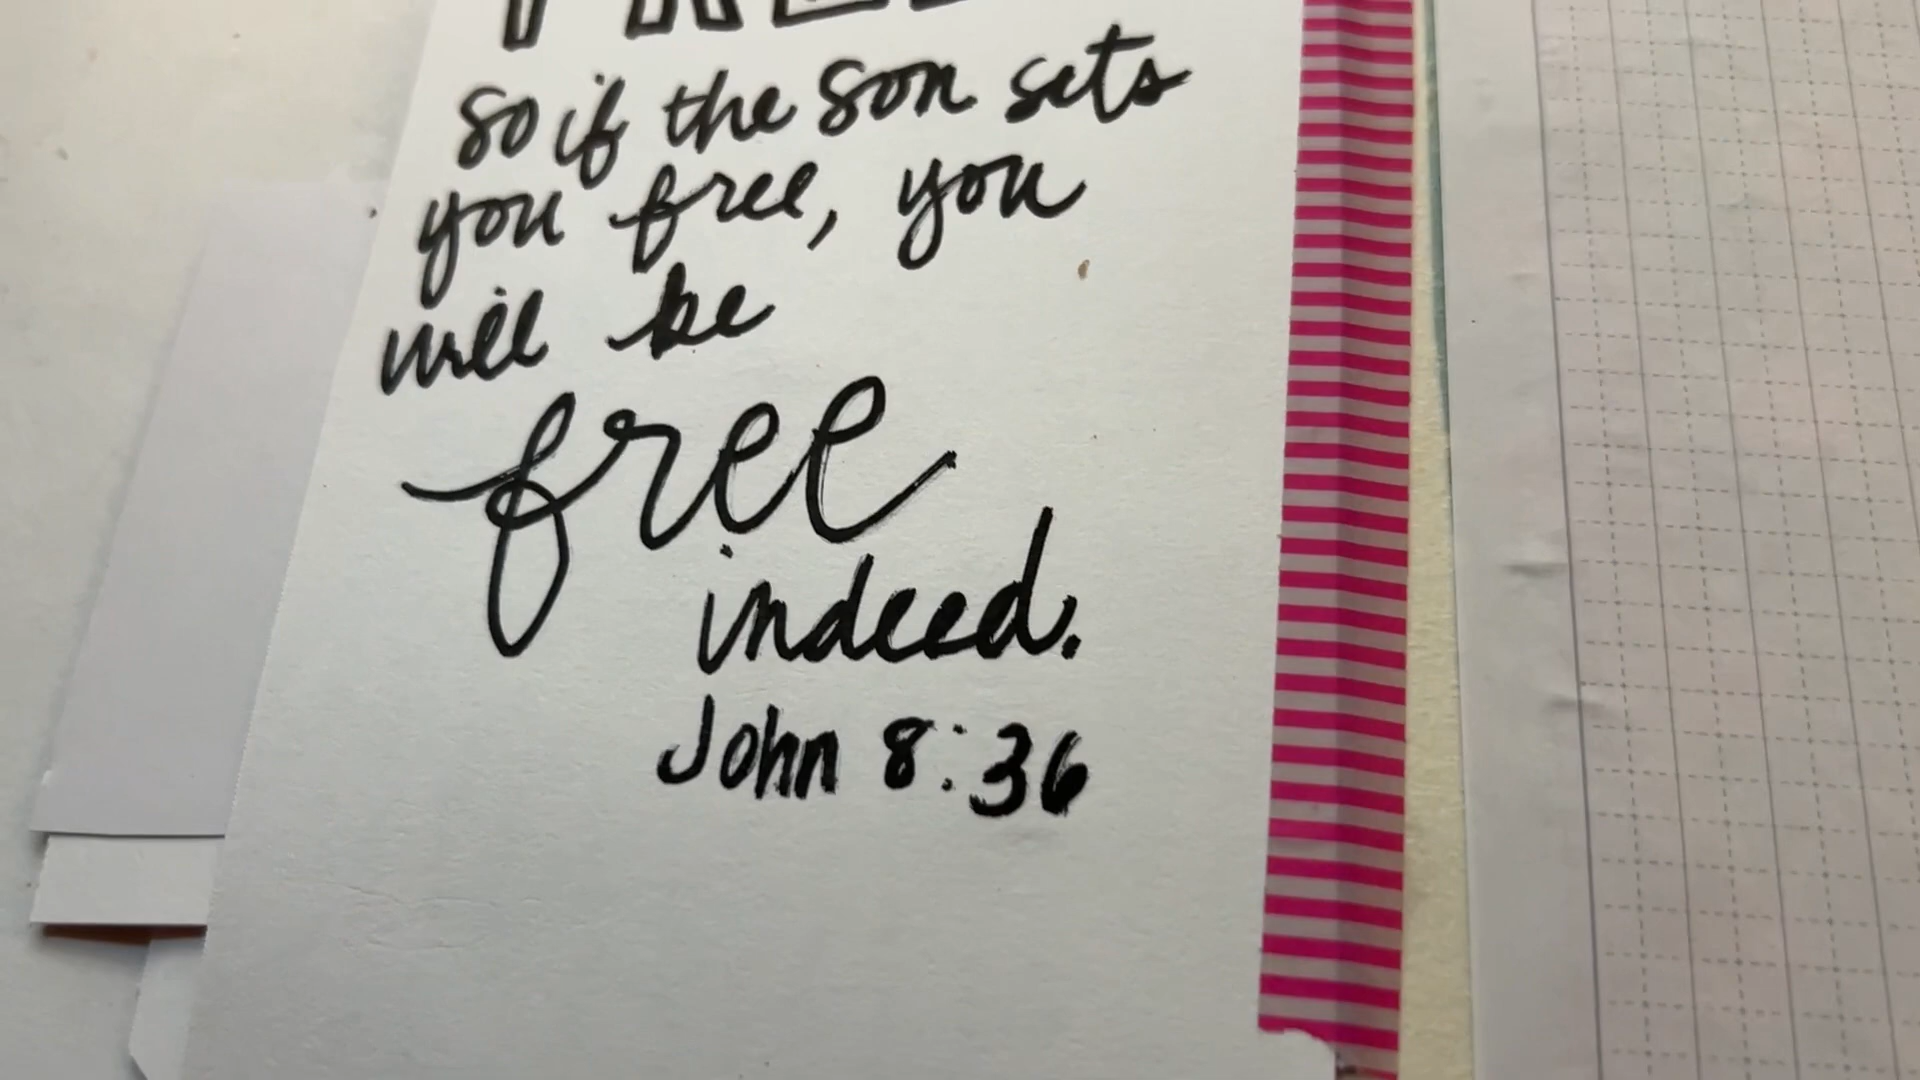 so if the son sets
you free, you
will be
free
indeed.
John 8:36